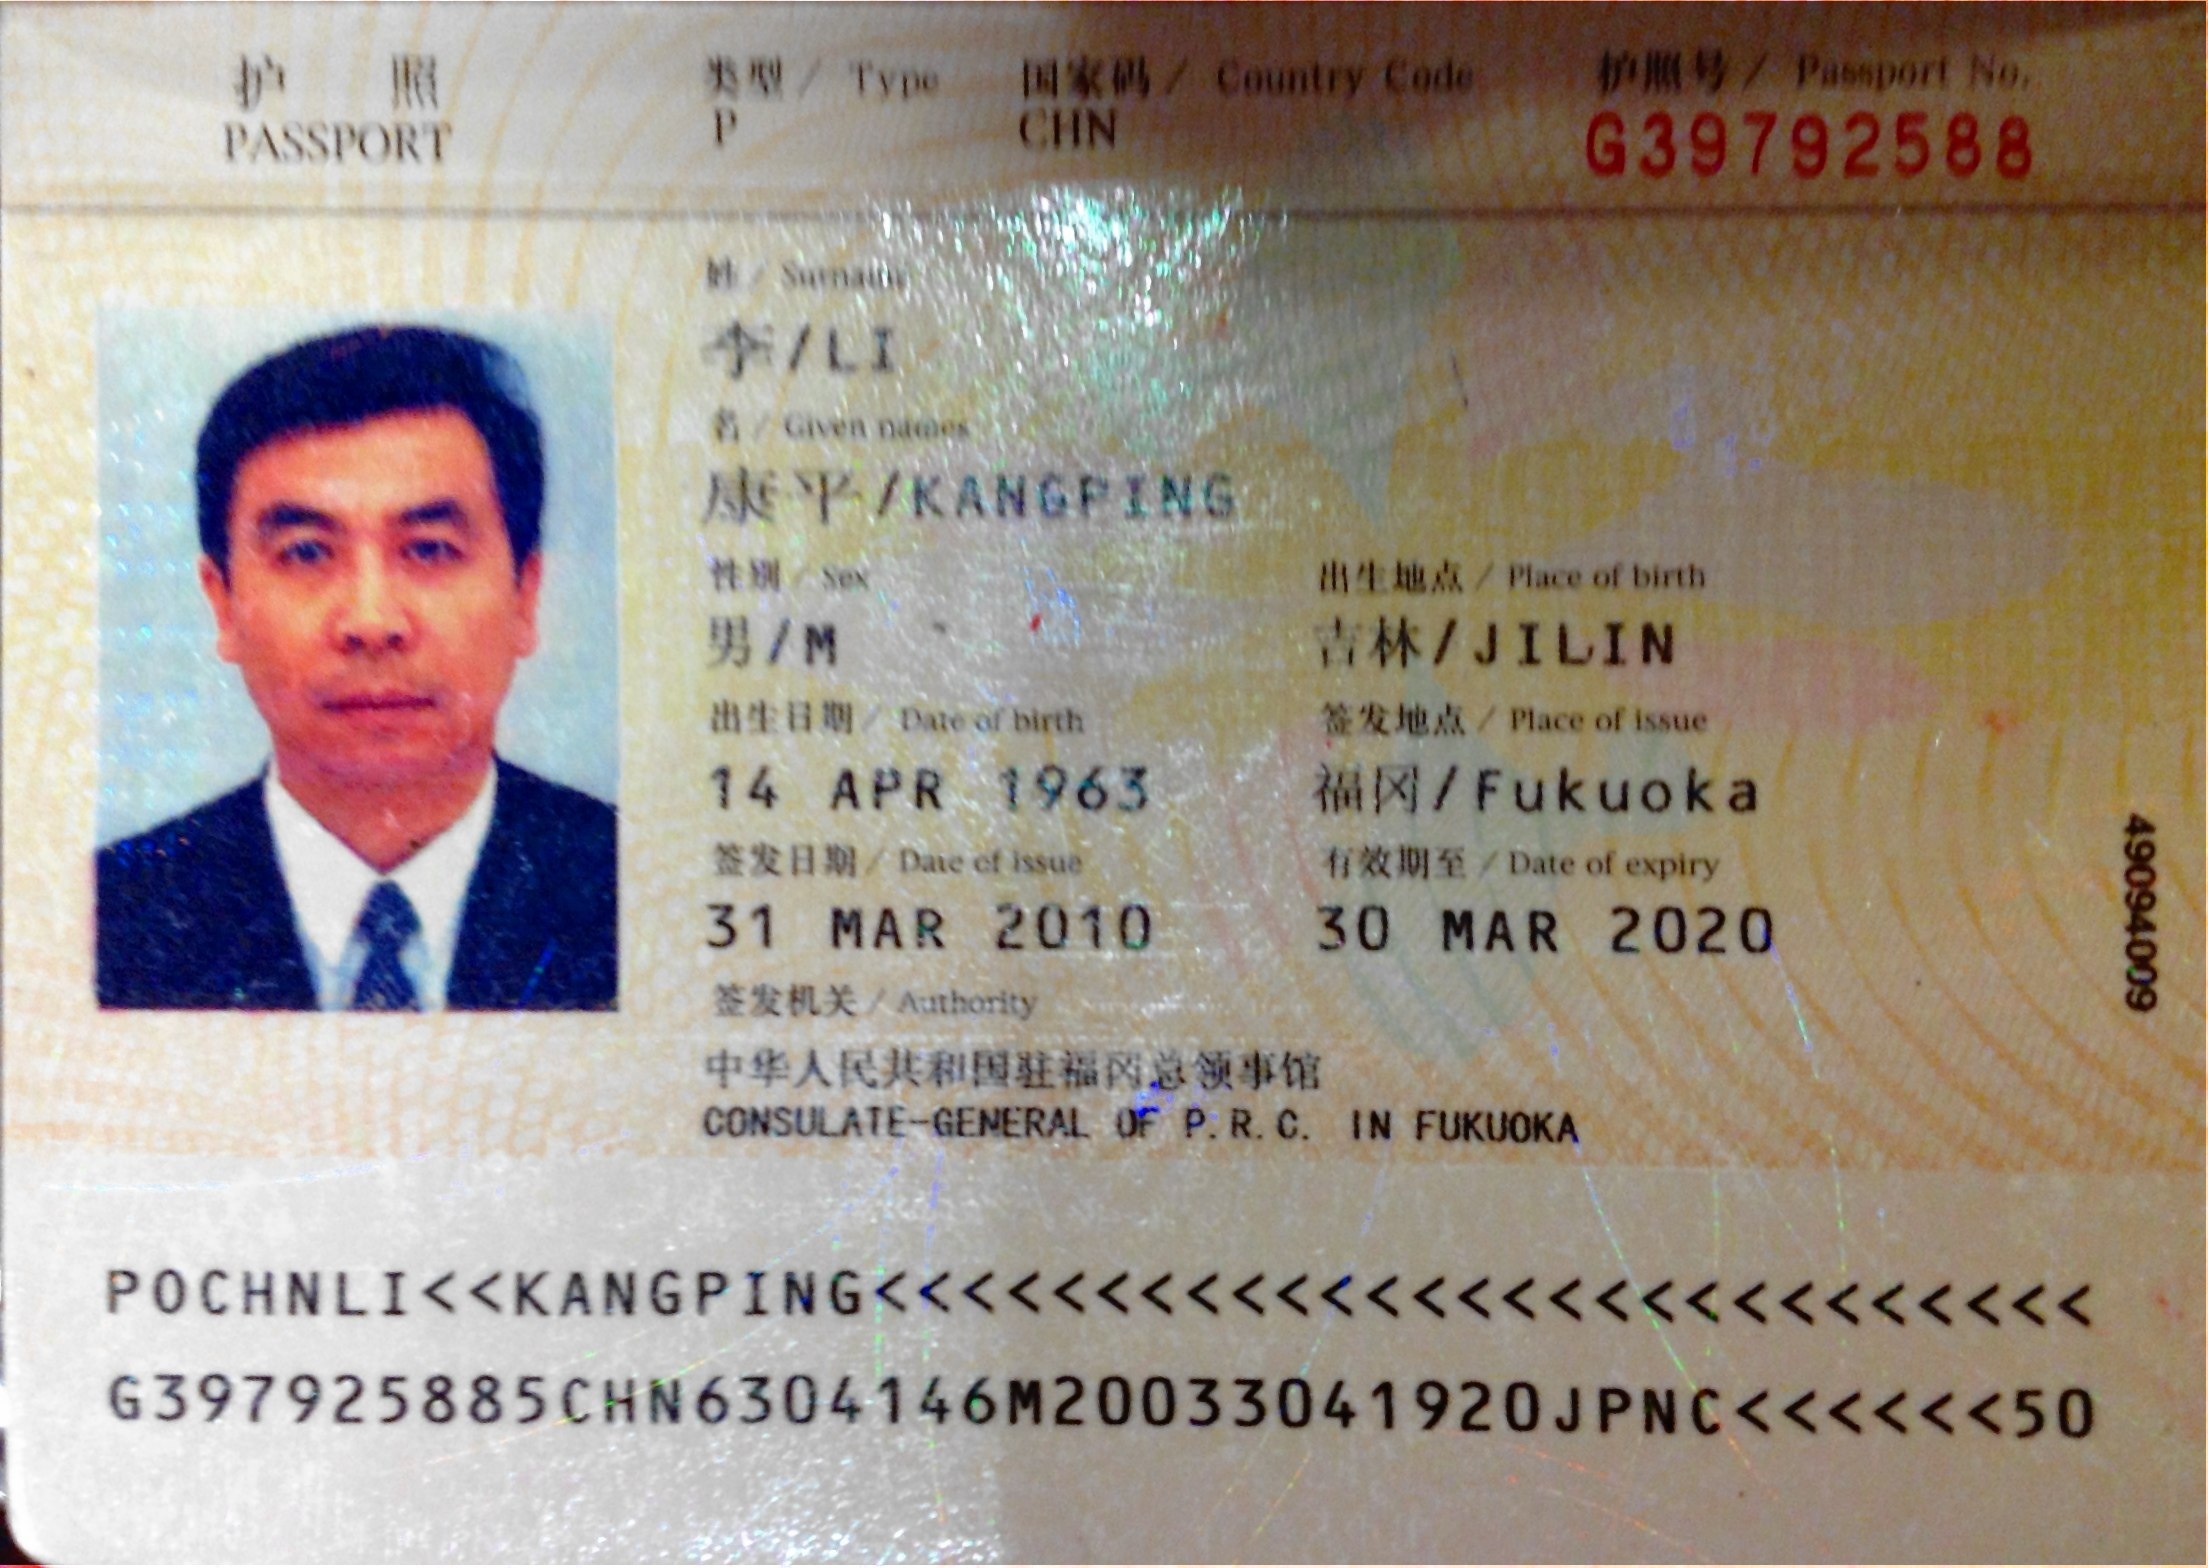 护 照
PASSPORT
类型 / Type
P
国家码 / Country Code
CHN
护照号 / Passport No.
G39792588
姓 / Surname
李/LI
名 / Given names
康平/KANGPING
性别 / Sex
男/M
出生地点 / Place of birth
吉林/JILIN
出生日期 / Date of birth
14 APR 1963
签发地点 / Place of issue
福冈/Fukuoka
签发日期 / Date of issue
31 MAR 2010
有效期至 / Date of expiry
30 MAR 2020
签发机关 / Authority
中华人民共和国驻福冈总领事馆
CONSULATE-GENERAL OF P.R.C. IN FUKUOKA
490940009
POCHNLI<<KANGPING<<<<<<<<<<<<<<<<<<<<<<<<<<<
G397925885CHN6304146M20033041920JPNC<<<<<<50